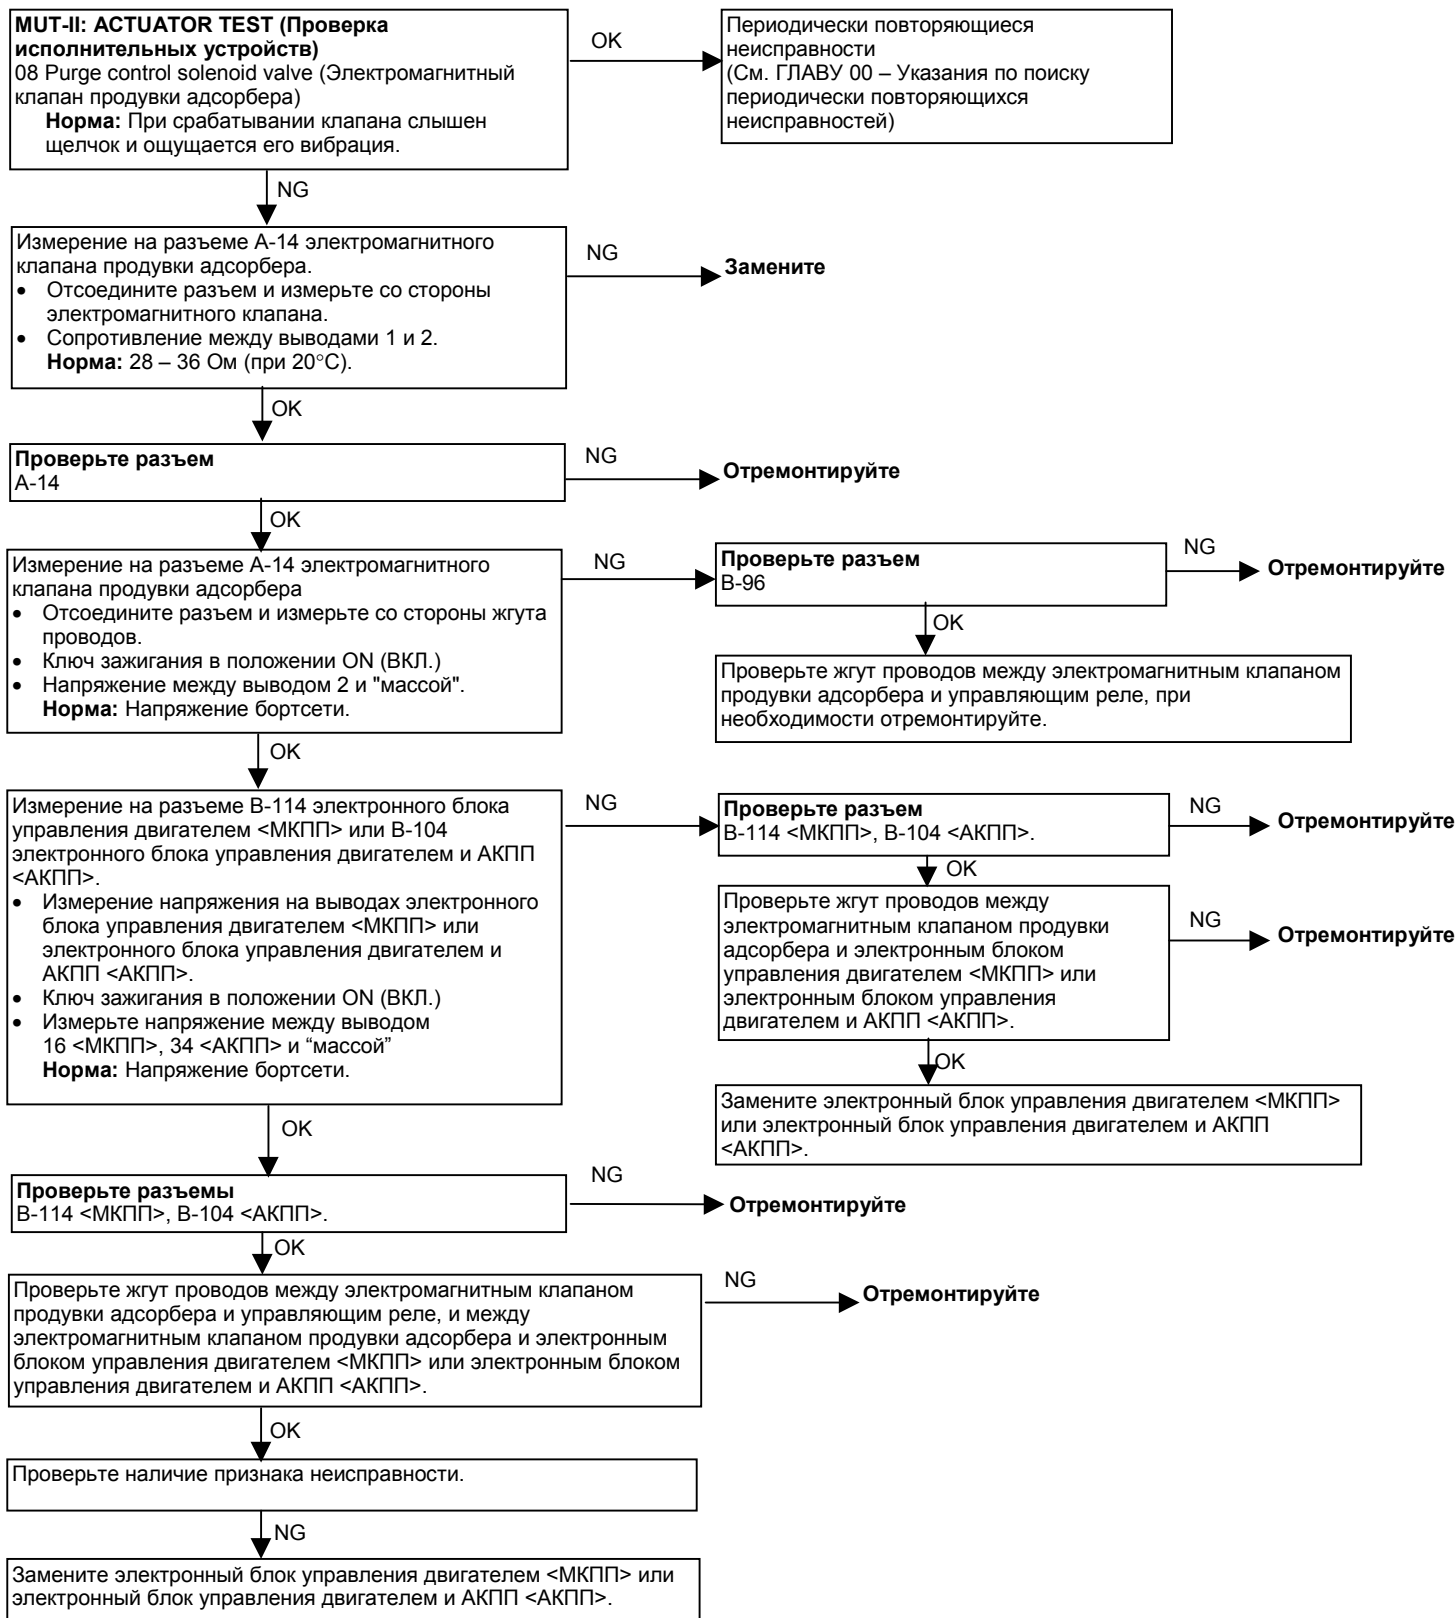 MUT-II: ACTUATOR TEST (Проверка
исполнительных устройств)
08 Purge control solenoid valve (Электромагнитный
клапан продувки адсорбера)
Норма: При срабатывании клапана слышен
щелчок и ощущается его вибрация.
OK
Периодически повторяющиеся
неисправности
(См. ГЛАВУ 00 – Указания по поиску
периодически повторяющихся
неисправностей)
NG
Измерение на разъеме А-14 электромагнитного
клапана продувки адсорбера.
• Отсоедините разъем и измерьте со стороны
электромагнитного клапана.
• Сопротивление между выводами 1 и 2.
Норма: 28 – 36 Ом (при 20°С).
NG
Замените
OK
Проверьте разъем
А-14
NG
Отремонтируйте
OK
Измерение на разъеме А-14 электромагнитного
клапана продувки адсорбера
• Отсоедините разъем и измерьте со стороны жгута
проводов.
• Ключ зажигания в положении ON (ВКЛ.)
• Напряжение между выводом 2 и "массой".
Норма: Напряжение бортсети.
NG
Проверьте разъем
В-96
NG
Отремонтируйте
OK
Проверьте жгут проводов между электромагнитным клапаном
продувки адсорбера и управляющим реле, при
необходимости отремонтируйте.
OK
Измерение на разъеме В-114 электронного блока
управления двигателем <МКПП> или В-104
электронного блока управления двигателем и АКПП
<АКПП>.
• Измерение напряжения на выводах электронного
блока управления двигателем <МКПП> или
электронного блока управления двигателем и
АКПП <АКПП>.
• Ключ зажигания в положении ON (ВКЛ.)
• Измерьте напряжение между выводом
16 <МКПП>, 34 <АКПП> и “массой”
Норма: Напряжение бортсети.
NG
Проверьте разъем
В-114 <МКПП>, В-104 <АКПП>.
NG
Отремонтируйте
OK
Проверьте жгут проводов между
электромагнитным клапаном продувки
адсорбера и электронным блоком
управления двигателем <МКПП> или
электронным блоком управления
двигателем и АКПП <АКПП>.
NG
Отремонтируйте
OK
Замените электронный блок управления двигателем <МКПП>
или электронный блок управления двигателем и АКПП
<АКПП>.
OK
Проверьте разъемы
В-114 <МКПП>, В-104 <АКПП>.
NG
Отремонтируйте
OK
Проверьте жгут проводов между электромагнитным клапаном
продувки адсорбера и управляющим реле, и между
электромагнитным клапаном продувки адсорбера и электронным
блоком управления двигателем <МКПП> или электронным блоком
управления двигателем и АКПП <АКПП>.
NG
Отремонтируйте
OK
Проверьте наличие признака неисправности.
NG
Замените электронный блок управления двигателем <МКПП> или
электронный блок управления двигателем и АКПП <АКПП>.